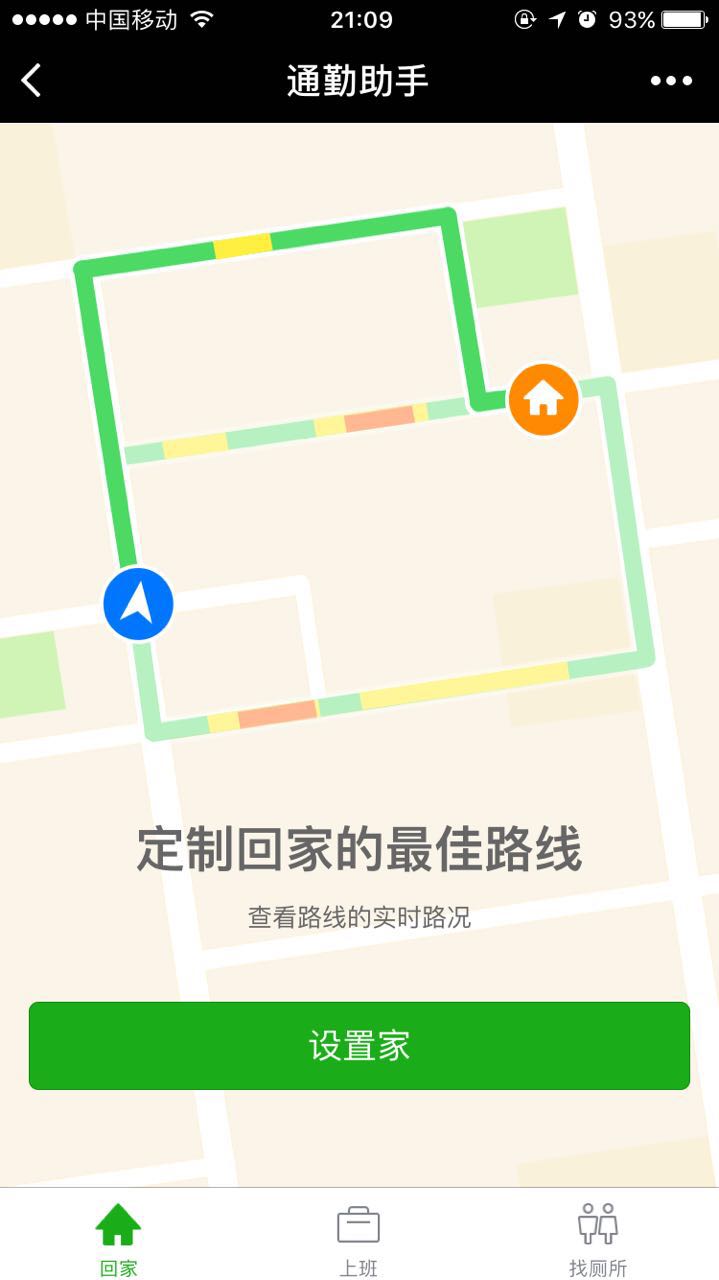 中国移动 21:09 93%
通勤助手
定制回家的最佳路线
查看路线的实时路况
设置家
回家 上班 找厕所